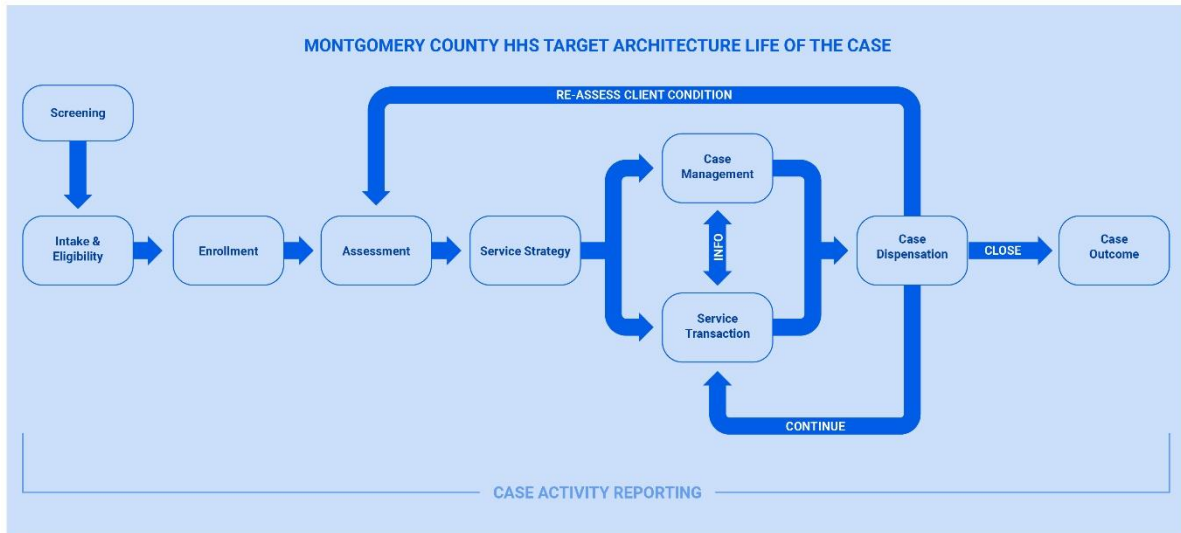 MONTGOMERY COUNTY HHS TARGET ARCHITECTURE LIFE OF THE CASE
RE-ASSESS CLIENT CONDITION
Screening
Intake &
Eligibility
Enrollment
Assessment
Service Strategy
Case
Management
INFO
Service
Transaction
Case
Dispensation
CLOSE
Case
Outcome
CONTINUE
CASE ACTIVITY REPORTING